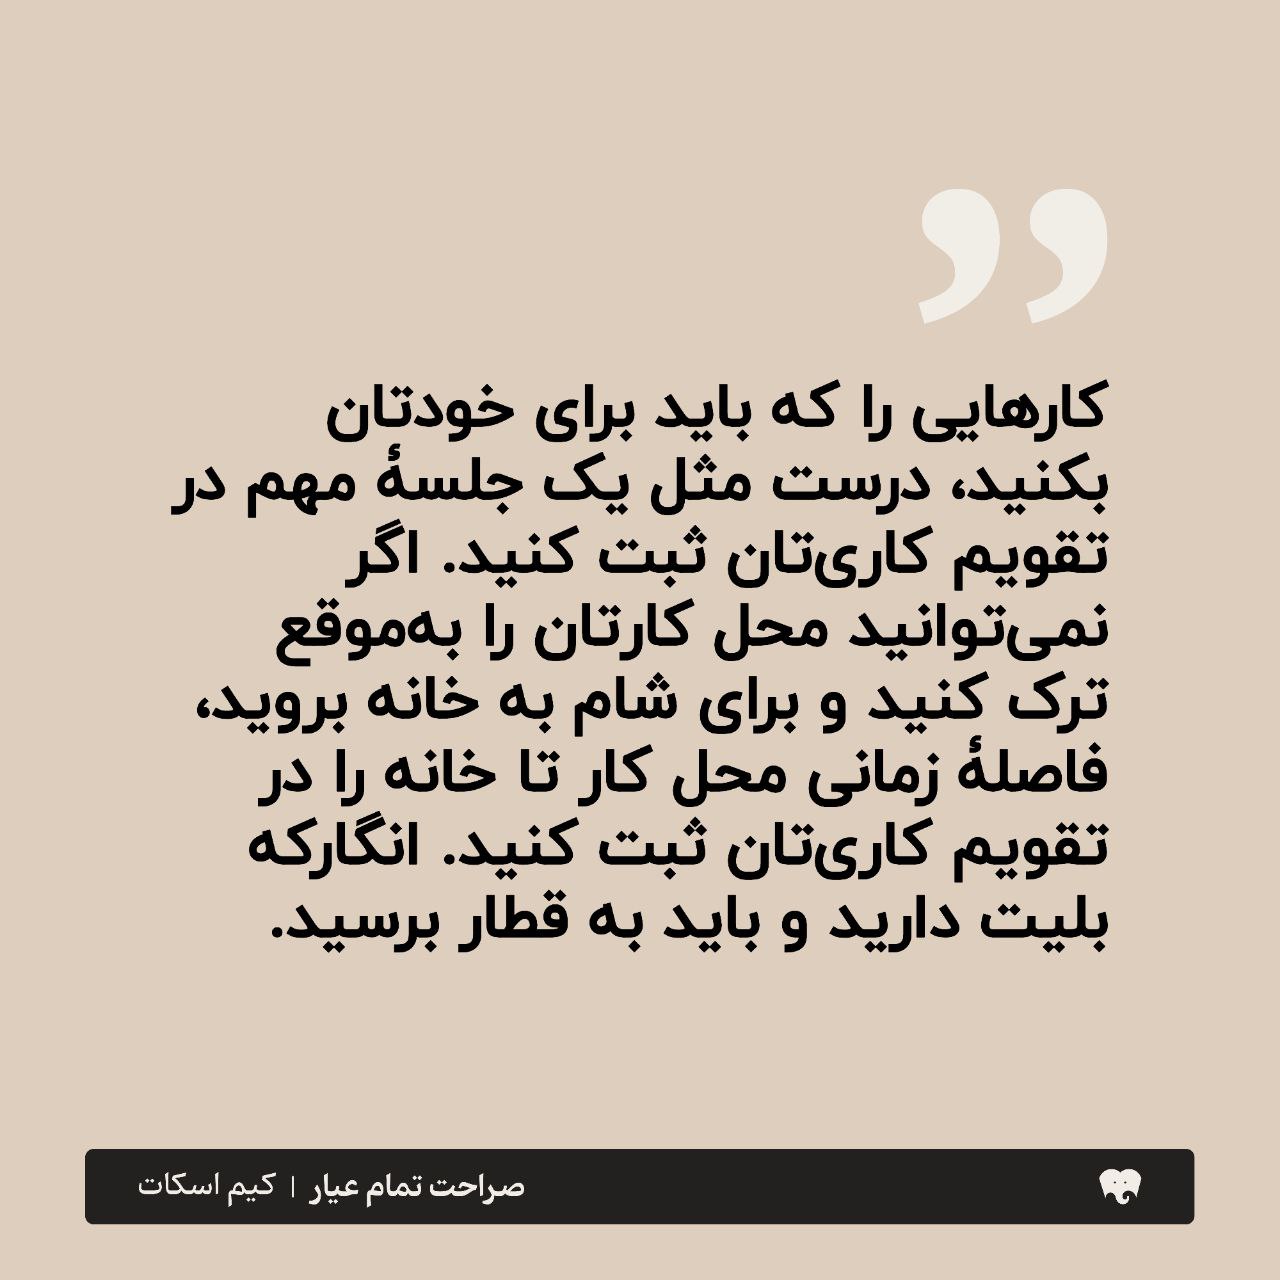 ”
کارهایی را که باید برای خودتان
بکنید، درست مثل یک جلسهٔ مهم در
تقویم کاری‌تان ثبت کنید. اگر
نمی‌توانید محل کارتان را به‌موقع
ترک کنید و برای شام به خانه بروید،
فاصلهٔ زمانی محل کار تا خانه را در
تقویم کاری‌تان ثبت کنید. انگارکه
بلیت دارید و باید به قطار برسید.
صراحت تمام عیار | کیم اسکات